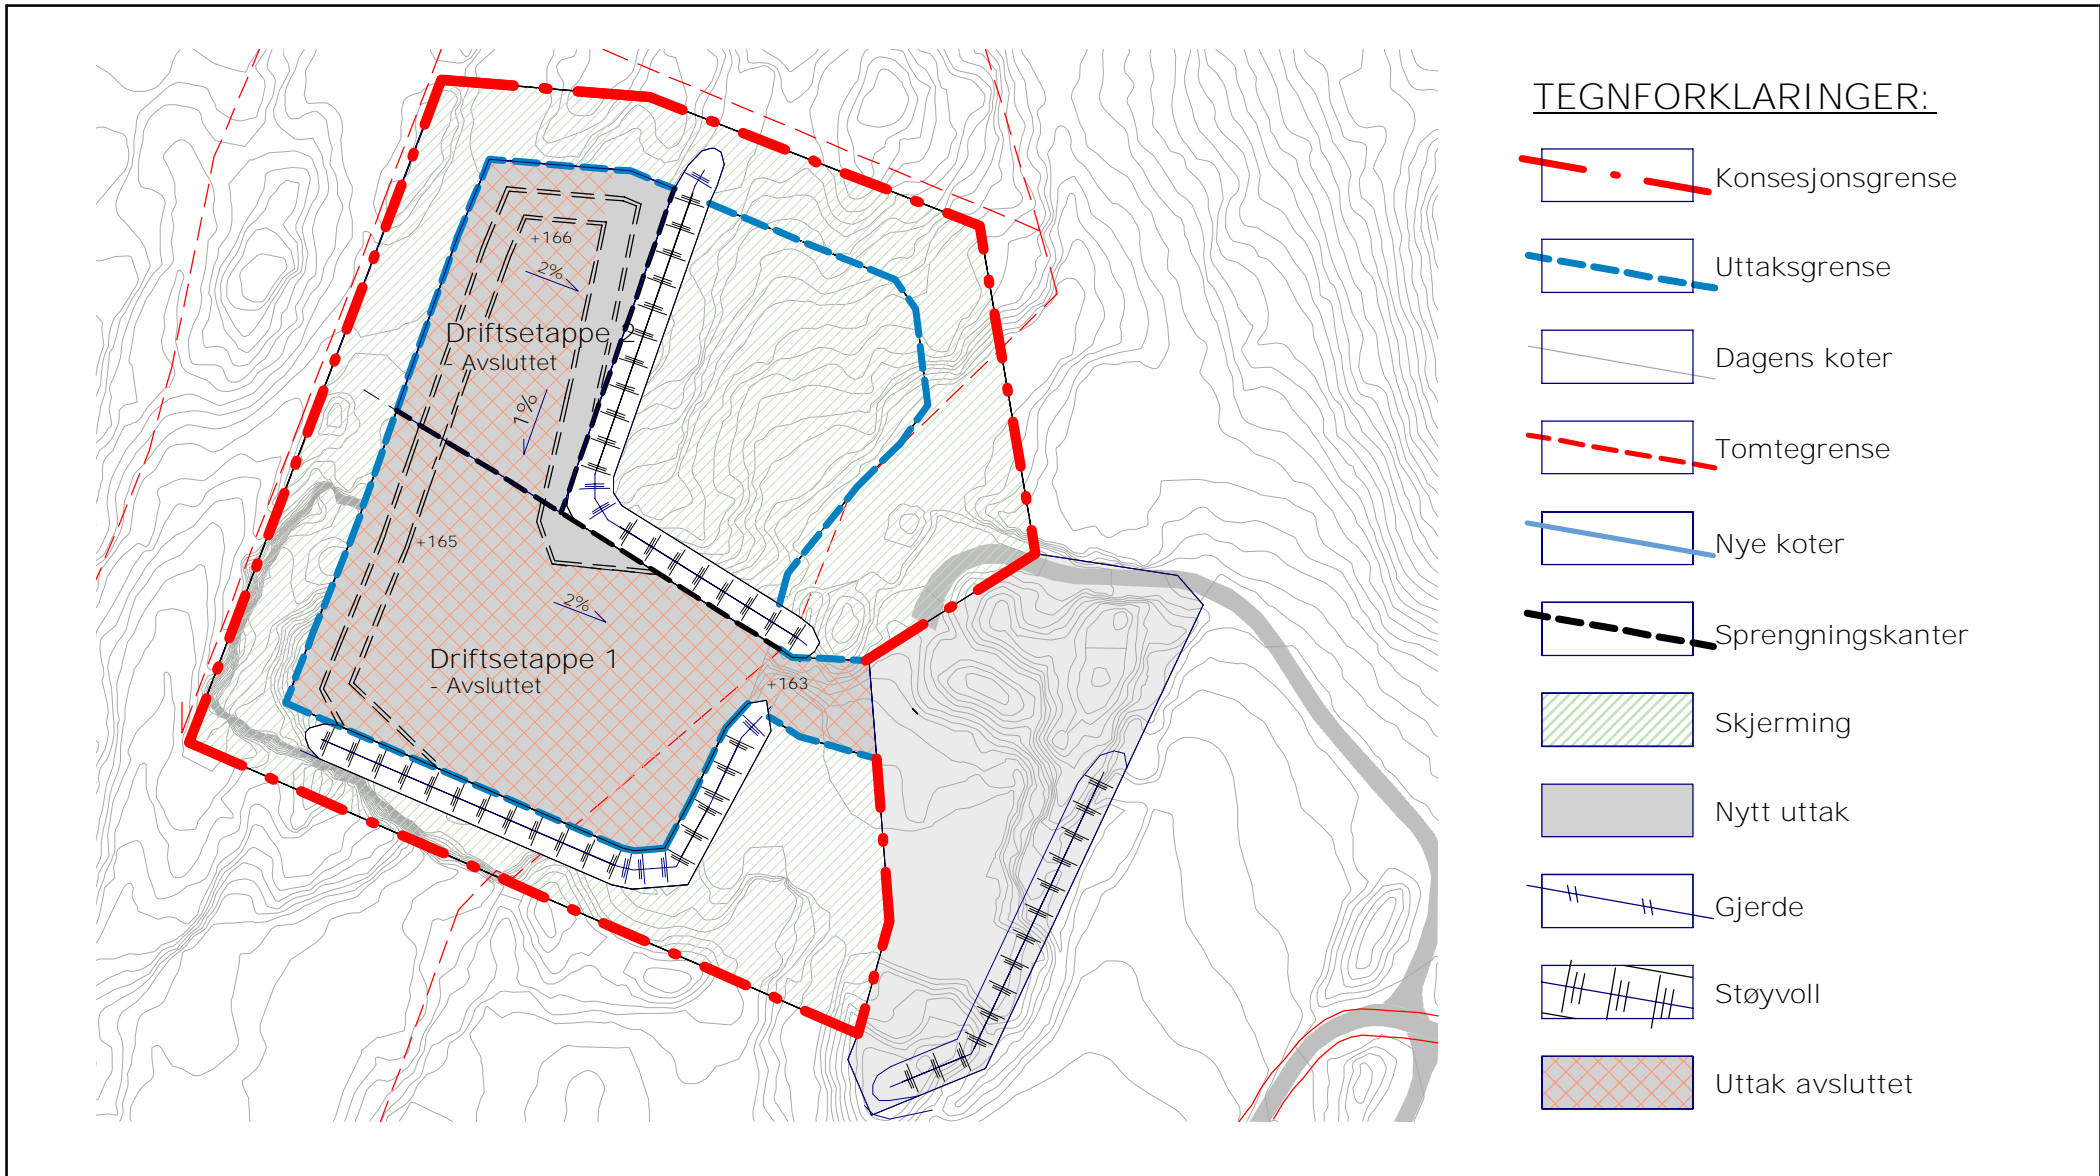 +166
2%
Driftsetappe 2
- Avsluttet
1%
+165
2%
Driftsetappe 1
- Avsluttet
+163
TEGNFORKLARINGER:
Konsesjonsgrense
Uttaksgrense
Dagens koter
Tomtegrense
Nye koter
Sprengningskanter
Skjerming
Nytt uttak
Gjerde
Støyvoll
Uttak avsluttet